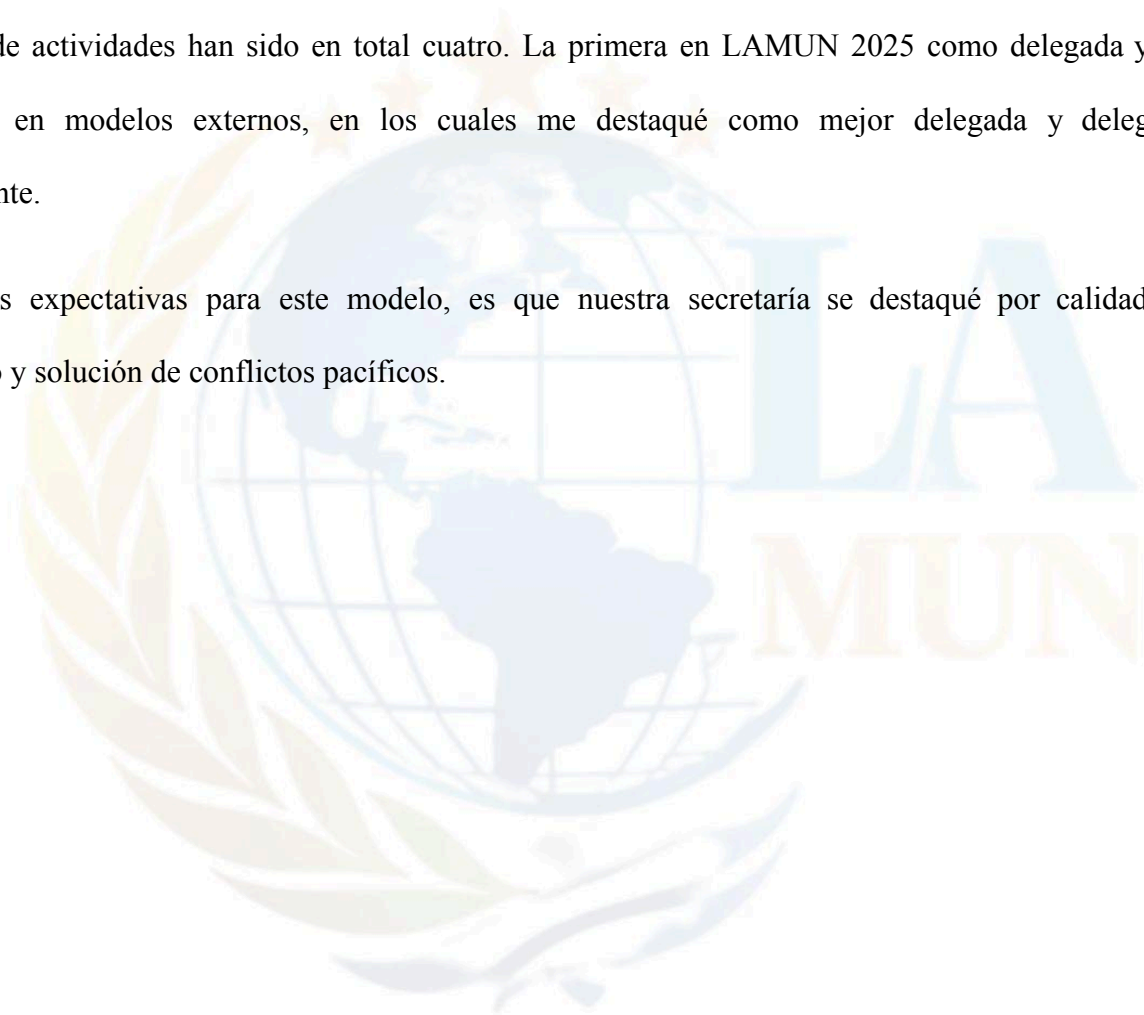 de actividades han sido en total cuatro. La primera en LAMUN 2025 como delegada y
en modelos externos, en los cuales me destaqué como mejor delegada y
expectativas para este modelo, es que nuestra secretaría se destaqué por calidad
y solución de conflictos pacíficos.
LA
MUN